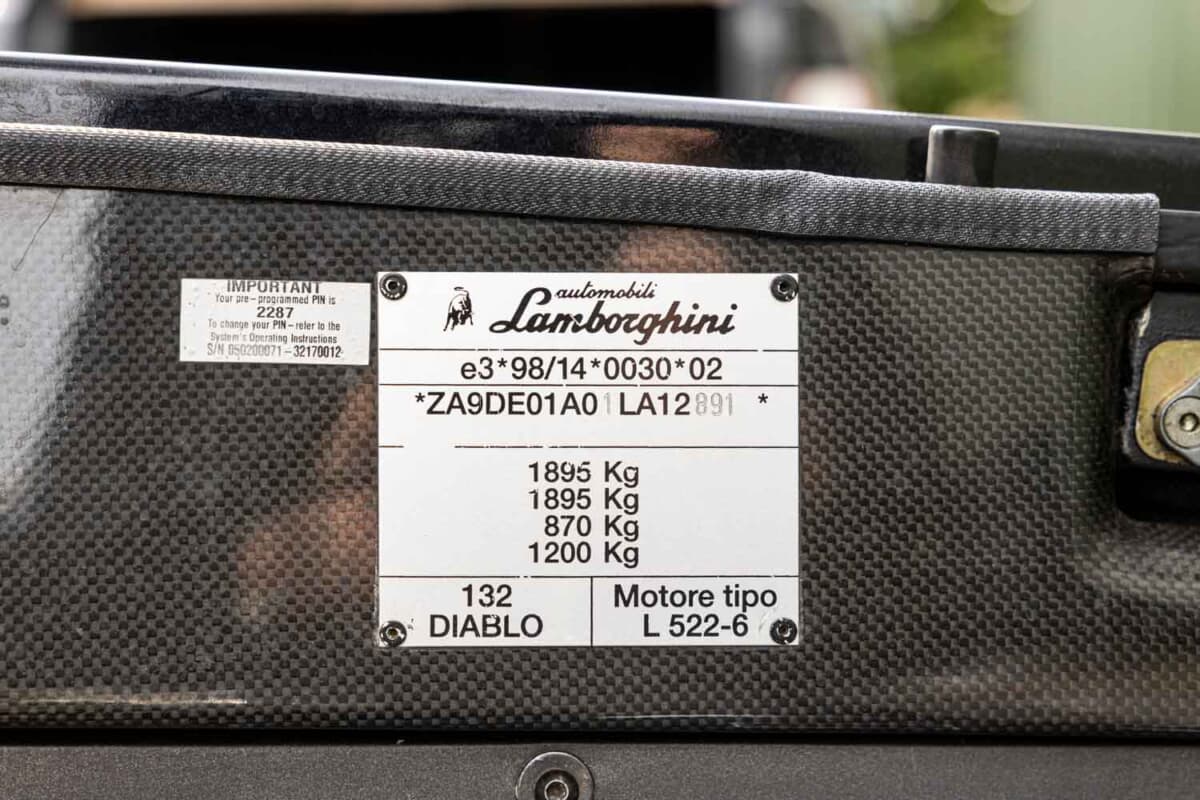 IMPORTANT
Your pre-programmed PIN is
2287
To change your PIN-refer to the
System's Operating Instructions
S/N 050200071-32170012
automobili
Lamborghini
e3*98/14*0030*02
*ZA9DE01A01LA12891 *
1895 Kg
1895 Kg
870 Kg
1200 Kg
132
DIABLO
Motore tipo
L 522-6